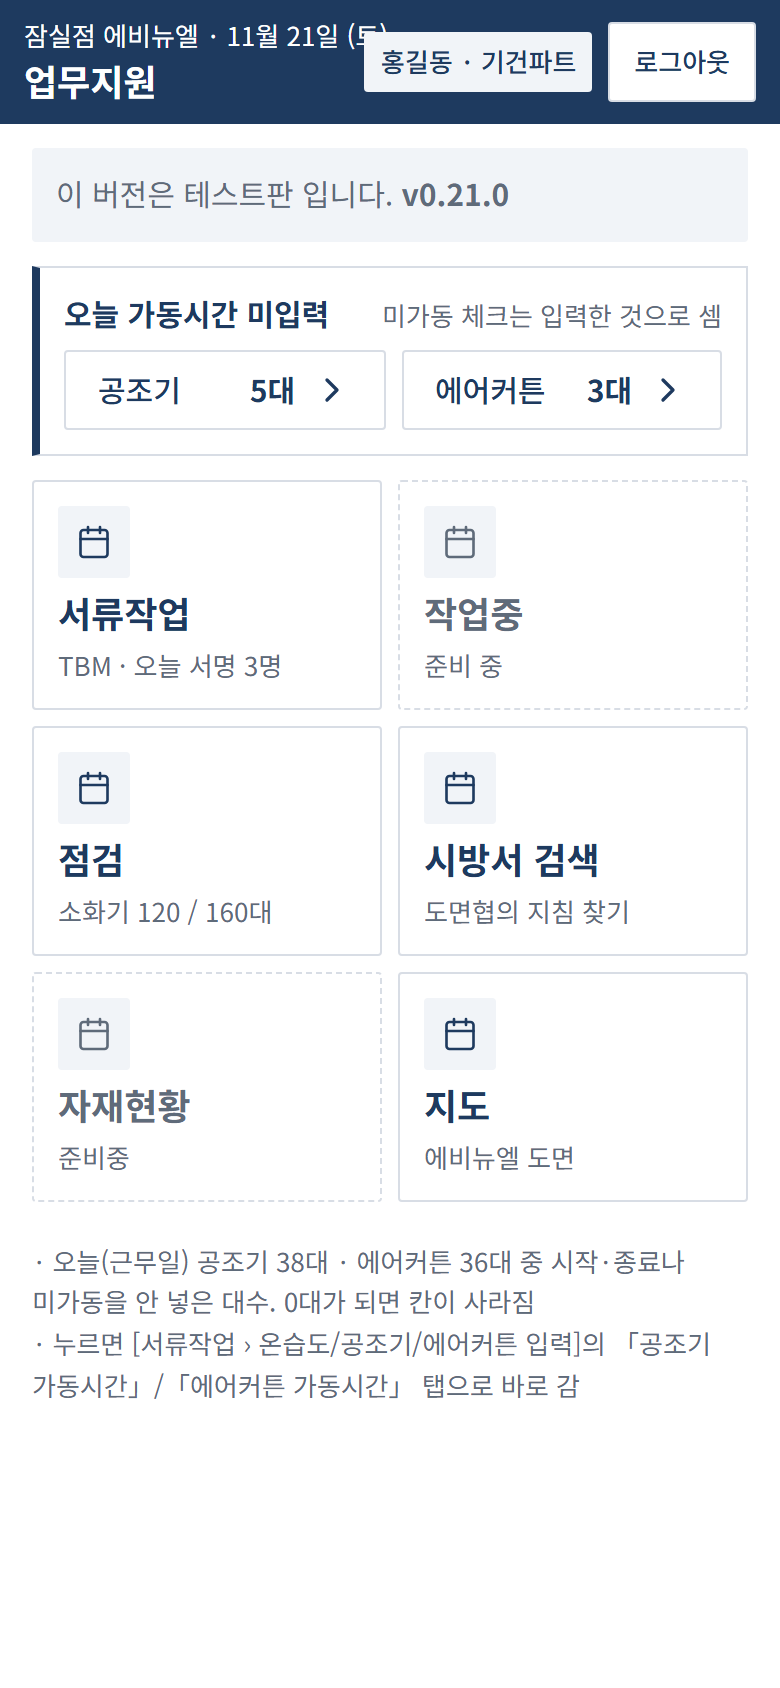 잠실점 에비뉴엘 · 11월 21일 (토)
업무지원
홍길동 · 기건파트
로그아웃
이 버전은 테스트판 입니다. v0.21.0
오늘 가동시간 미입력
미가동 체크는 입력한 것으로 셈
공조기 5대
에어커튼 3대
서류작업
TBM · 오늘 서명 3명
작업중
준비 중
점검
소화기 120 / 160대
시방서 검색
도면협의 지침 찾기
자재현황
준비중
지도
에비뉴엘 도면
· 오늘(근무일) 공조기 38대 · 에어커튼 36대 중 시작·종료나
미가동을 안 넣은 대수. 0대가 되면 칸이 사라짐
· 누르면 [서류작업 › 온습도/공조기/에어커튼 입력]의 「공조기
가동시간」/「에어커튼 가동시간」 탭으로 바로 감